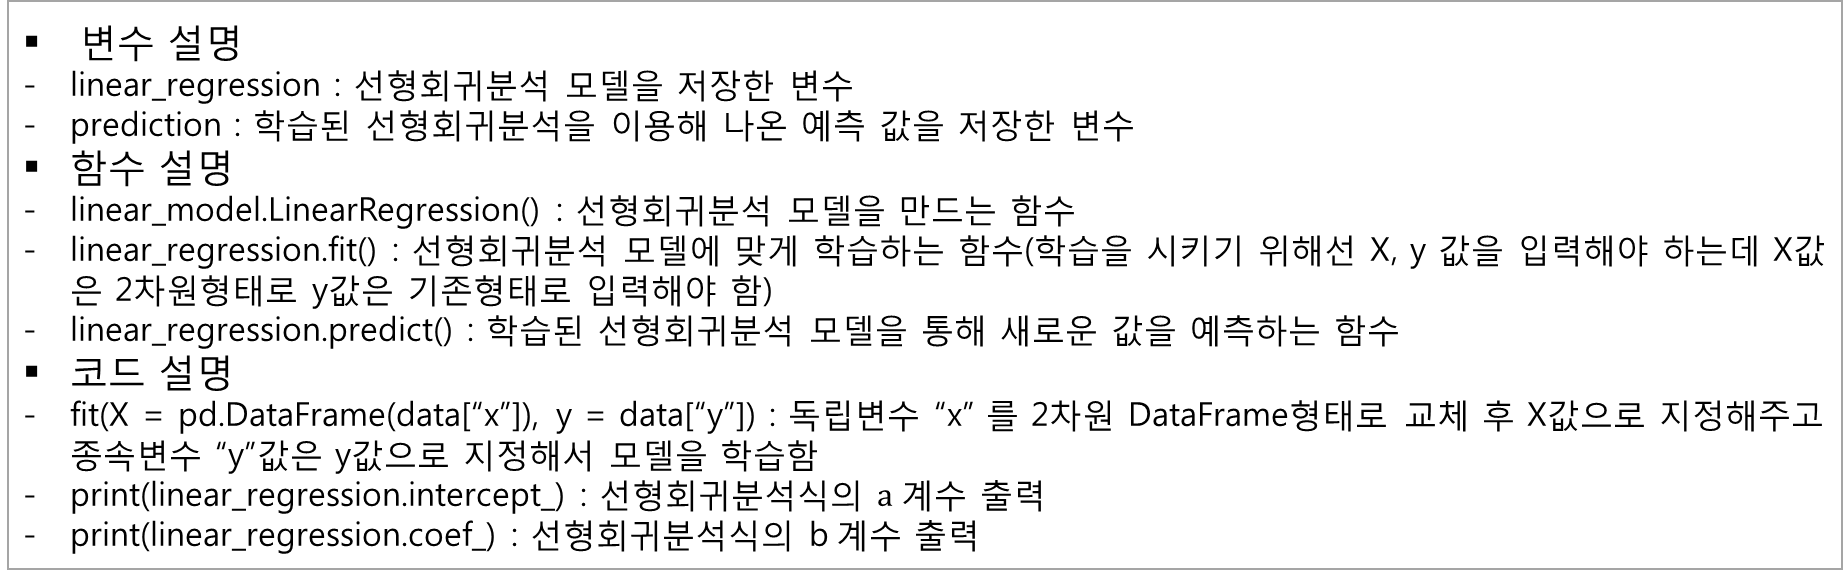 ▪ 변수 설명
- linear_regression : 선형회귀분석 모델을 저장한 변수
- prediction : 학습된 선형회귀분석을 이용해 나온 예측 값을 저장한 변수
▪ 함수 설명
- linear_model.LinearRegression() : 선형회귀분석 모델을 만드는 함수
- linear_regression.fit() : 선형회귀분석 모델에 맞게 학습하는 함수(학습을 시키기 위해선 X, y 값을 입력해야 하는데 X값
은 2차원형태로 y값은 기존형태로 입력해야 함)
- linear_regression.predict() : 학습된 선형회귀분석 모델을 통해 새로운 값을 예측하는 함수
▪ 코드 설명
- fit(X = pd.DataFrame(data[“x”]), y = data[“y”]) : 독립변수 “x” 를 2차원 DataFrame형태로 교체 후 X값으로 지정해주고
종속변수 “y”값은 y값으로 지정해서 모델을 학습함
- print(linear_regression.intercept_) : 선형회귀분석식의 a 계수 출력
- print(linear_regression.coef_) : 선형회귀분석식의 b 계수 출력